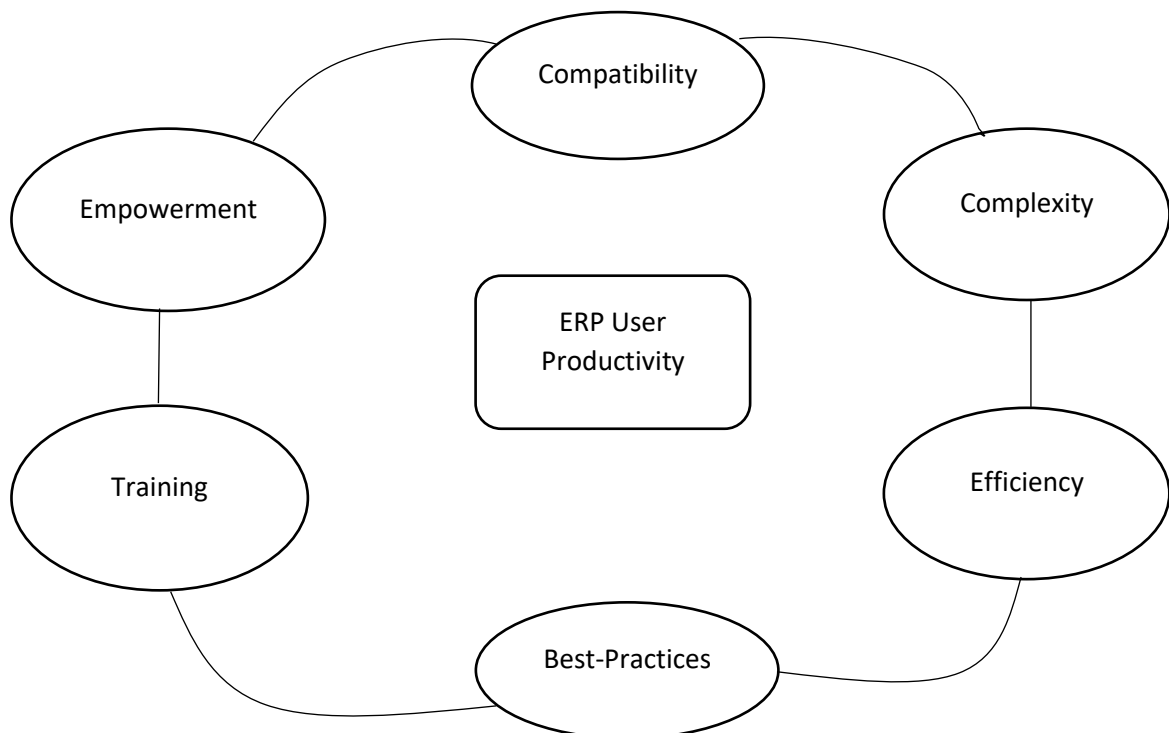 Compatibility
Empowerment
Complexity
ERP User
Productivity
Training
Efficiency
Best-Practices